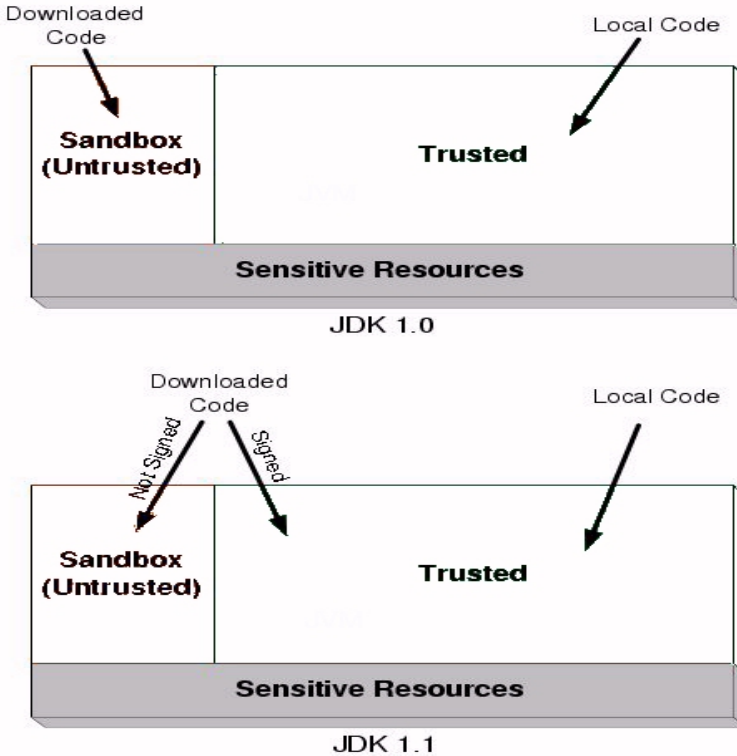 Downloaded
Code
Local Code
Sandbox
(Untrusted)
Trusted
Sensitive Resources
JDK 1.0
Downloaded
Code
Local Code
Not Signed
Signed
Sandbox
(Untrusted)
Trusted
Sensitive Resources
JDK 1.1